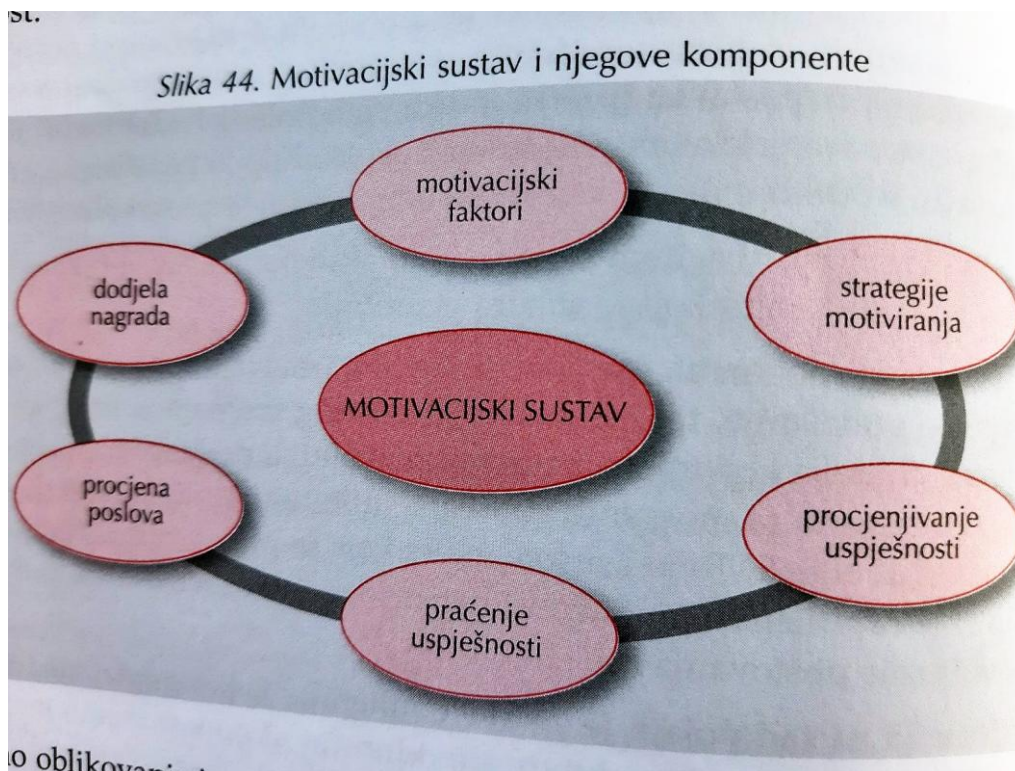 Slika 44. Motivacijski sustav i njegove komponente
motivacijski
faktori
dodjela
nagrada
strategije
motiviranja
MOTIVACIJSKI SUSTAV
procjena
poslova
procjenjivanje
uspješnosti
praćenje
uspješnosti